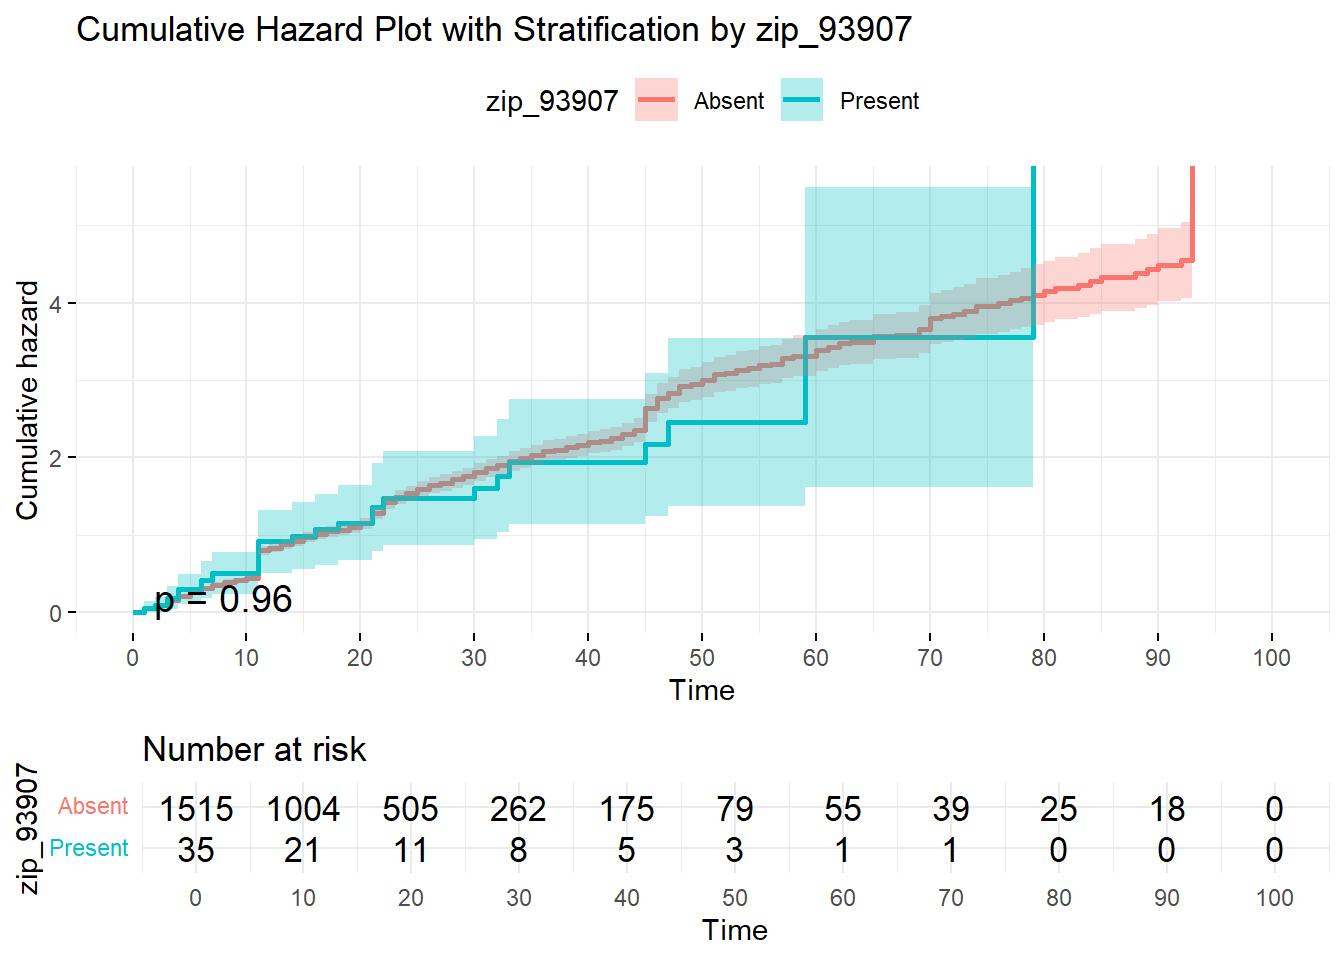 Cumulative Hazard Plot with Stratification by zip_93907
zip_93907 Absent Present
Cumulative hazard
4
2
0
p = 0.96
0 10 20 30 40 50 60 70 80 90 100
Time
Number at risk
zip_93907
Absent 1515 1004 505 262 175 79 55 39 25 18 0
Present 35 21 11 8 5 3 1 1 0 0 0
0 10 20 30 40 50 60 70 80 90 100
Time